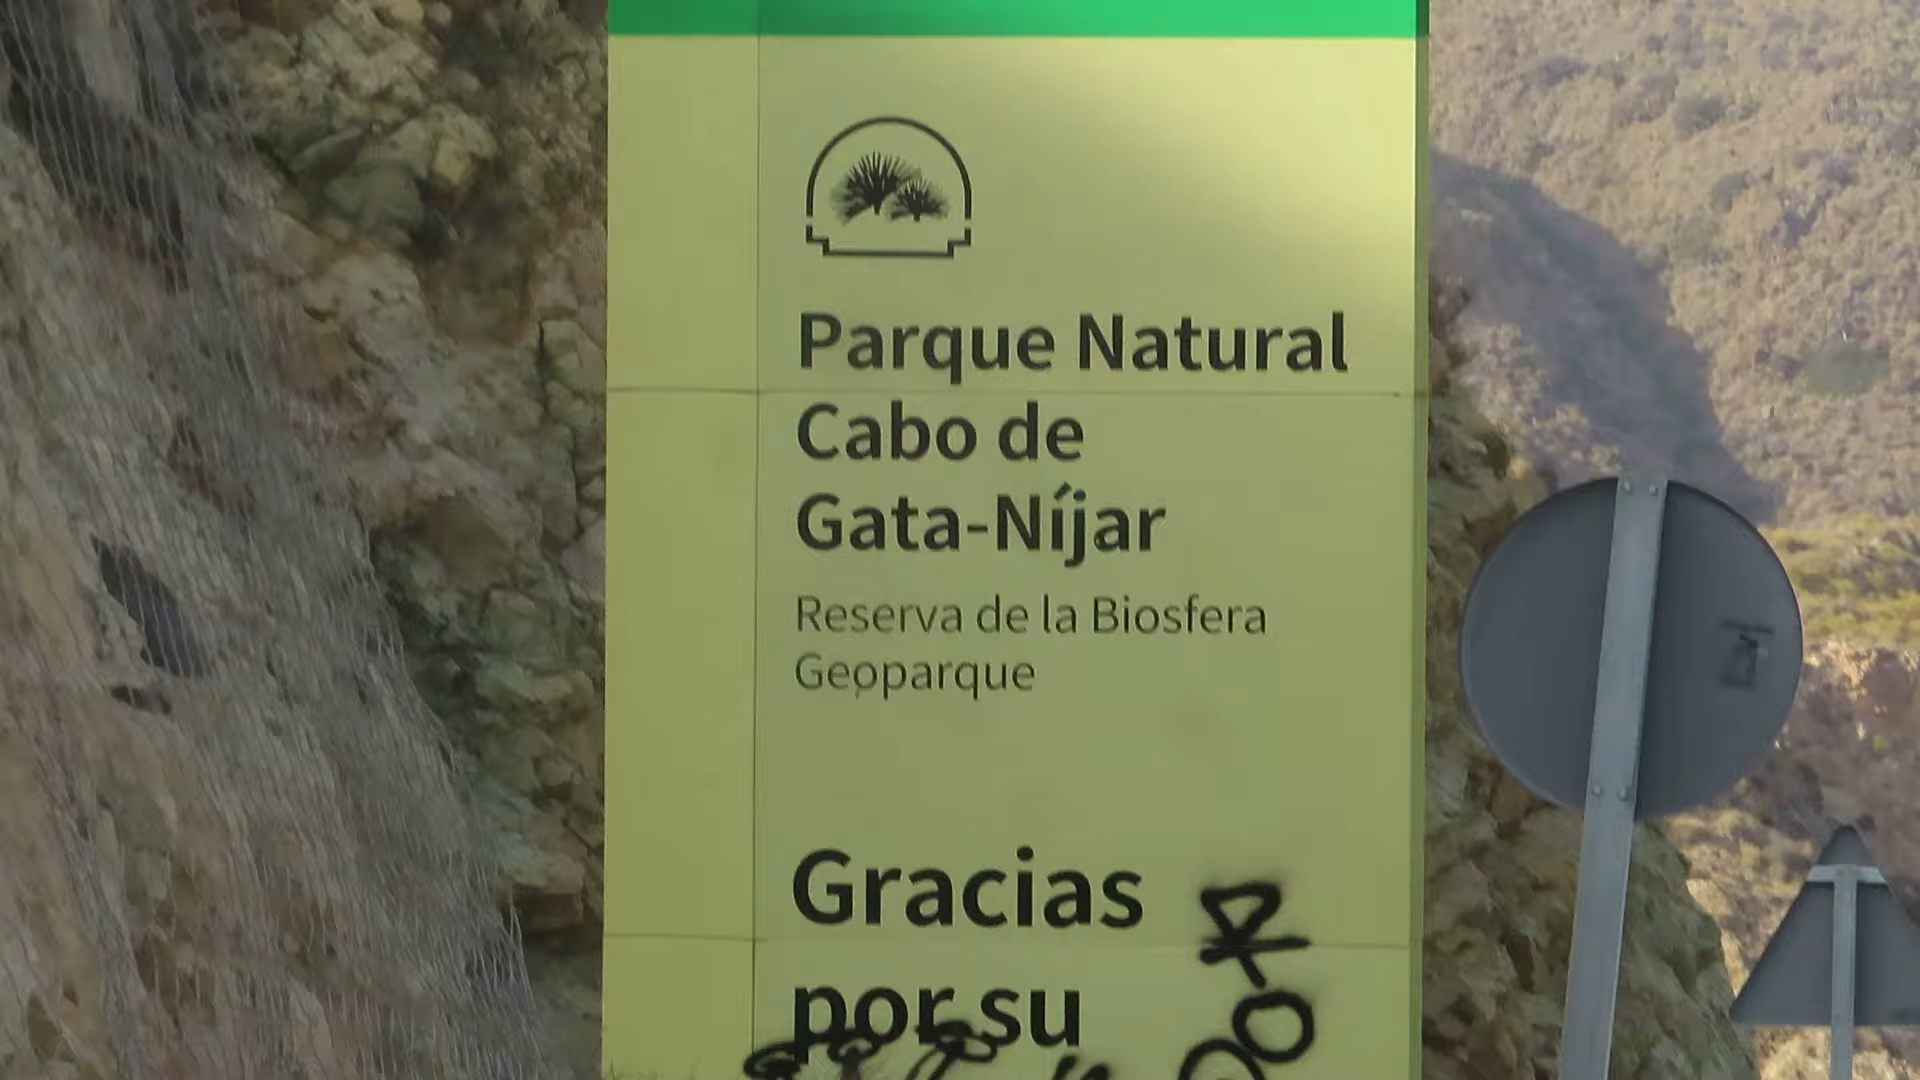 Parque Natural
Cabo de
Gata-Níjar
Reserva de la Biosfera
Geoparque
Gracias
por su